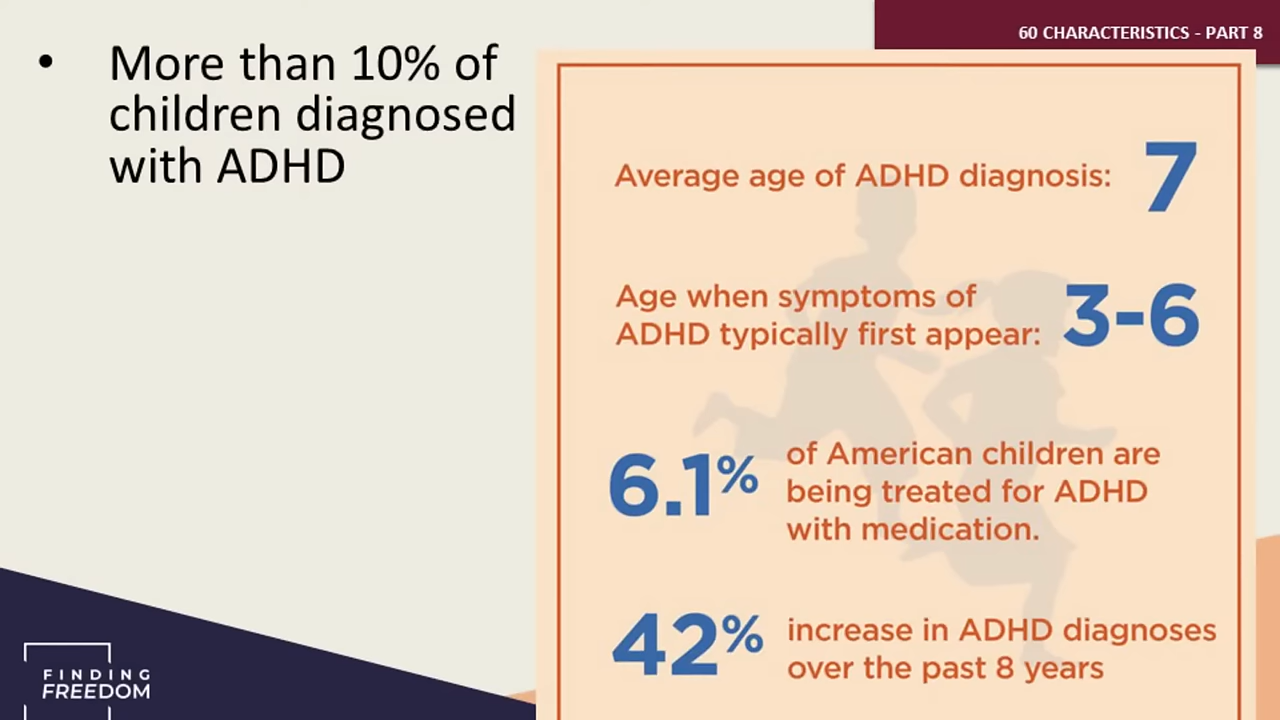 60 CHARACTERISTICS - PART 8
• More than 10% of
children diagnosed
with ADHD
Average age of ADHD diagnosis: 7
Age when symptoms of
ADHD typically first appear: 3-6
6.1% of American children are
being treated for ADHD
with medication.
42% increase in ADHD diagnoses
over the past 8 years
FINDING
FREEDOM